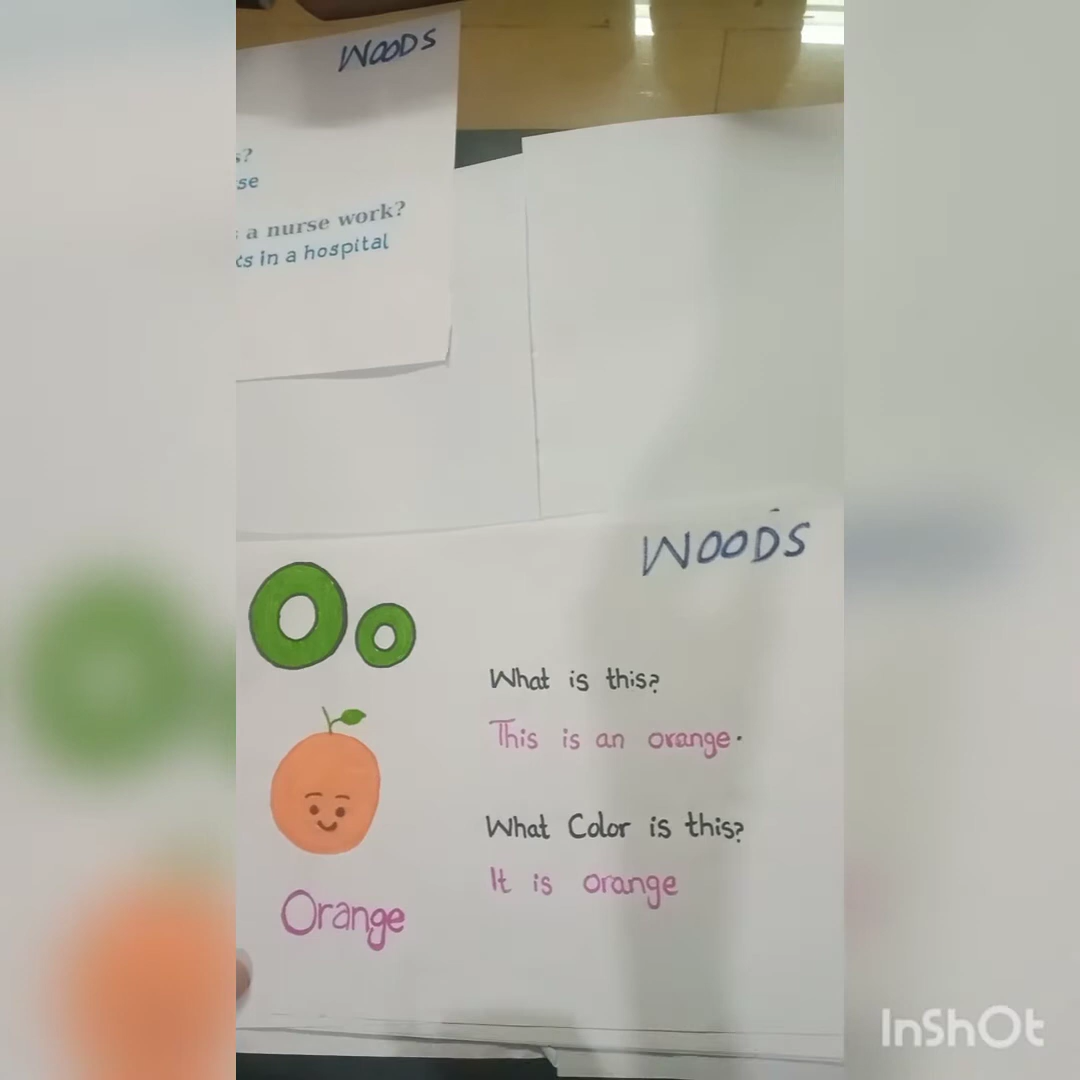 WOODS
s?
se
a nurse work?
ks in a hospital
WOODS
Oo
What is this?
This is an orange.
What Color is this?
It is orange
Orange
InShOt